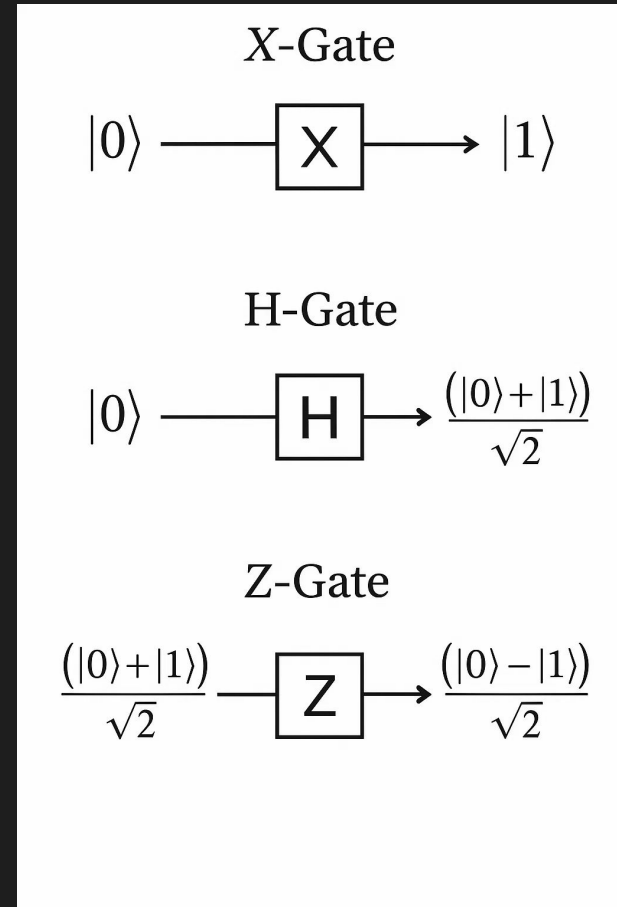 X-Gate
|0⟩ X |1⟩
H-Gate
|0⟩ H (|0⟩+|1⟩)/√2
Z-Gate
(|0⟩+|1⟩)/√2 Z (|0⟩−|1⟩)/√2